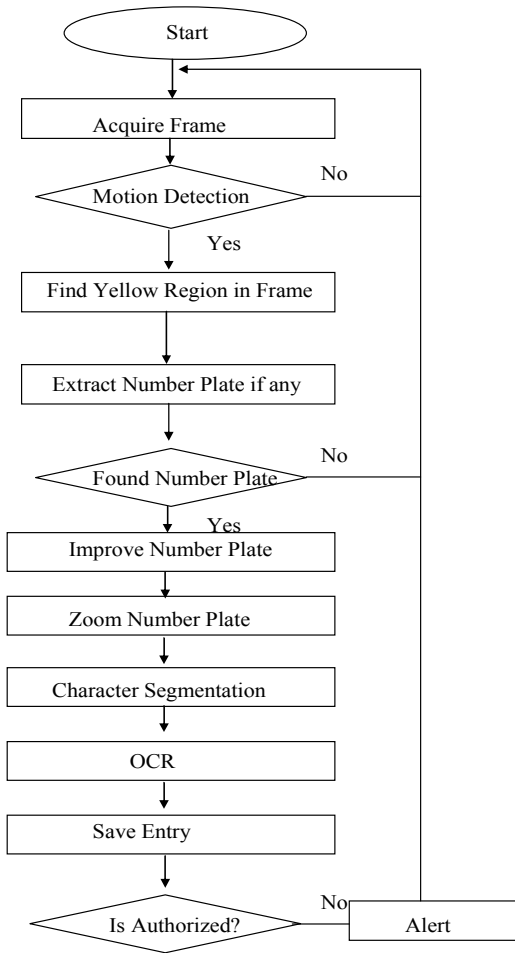 Start
Acquire Frame
Motion Detection
No
Yes
Find Yellow Region in Frame
Extract Number Plate if any
Found Number Plate
No
Yes
Improve Number Plate
Zoom Number Plate
Character Segmentation
OCR
Save Entry
Is Authorized?
No
Alert